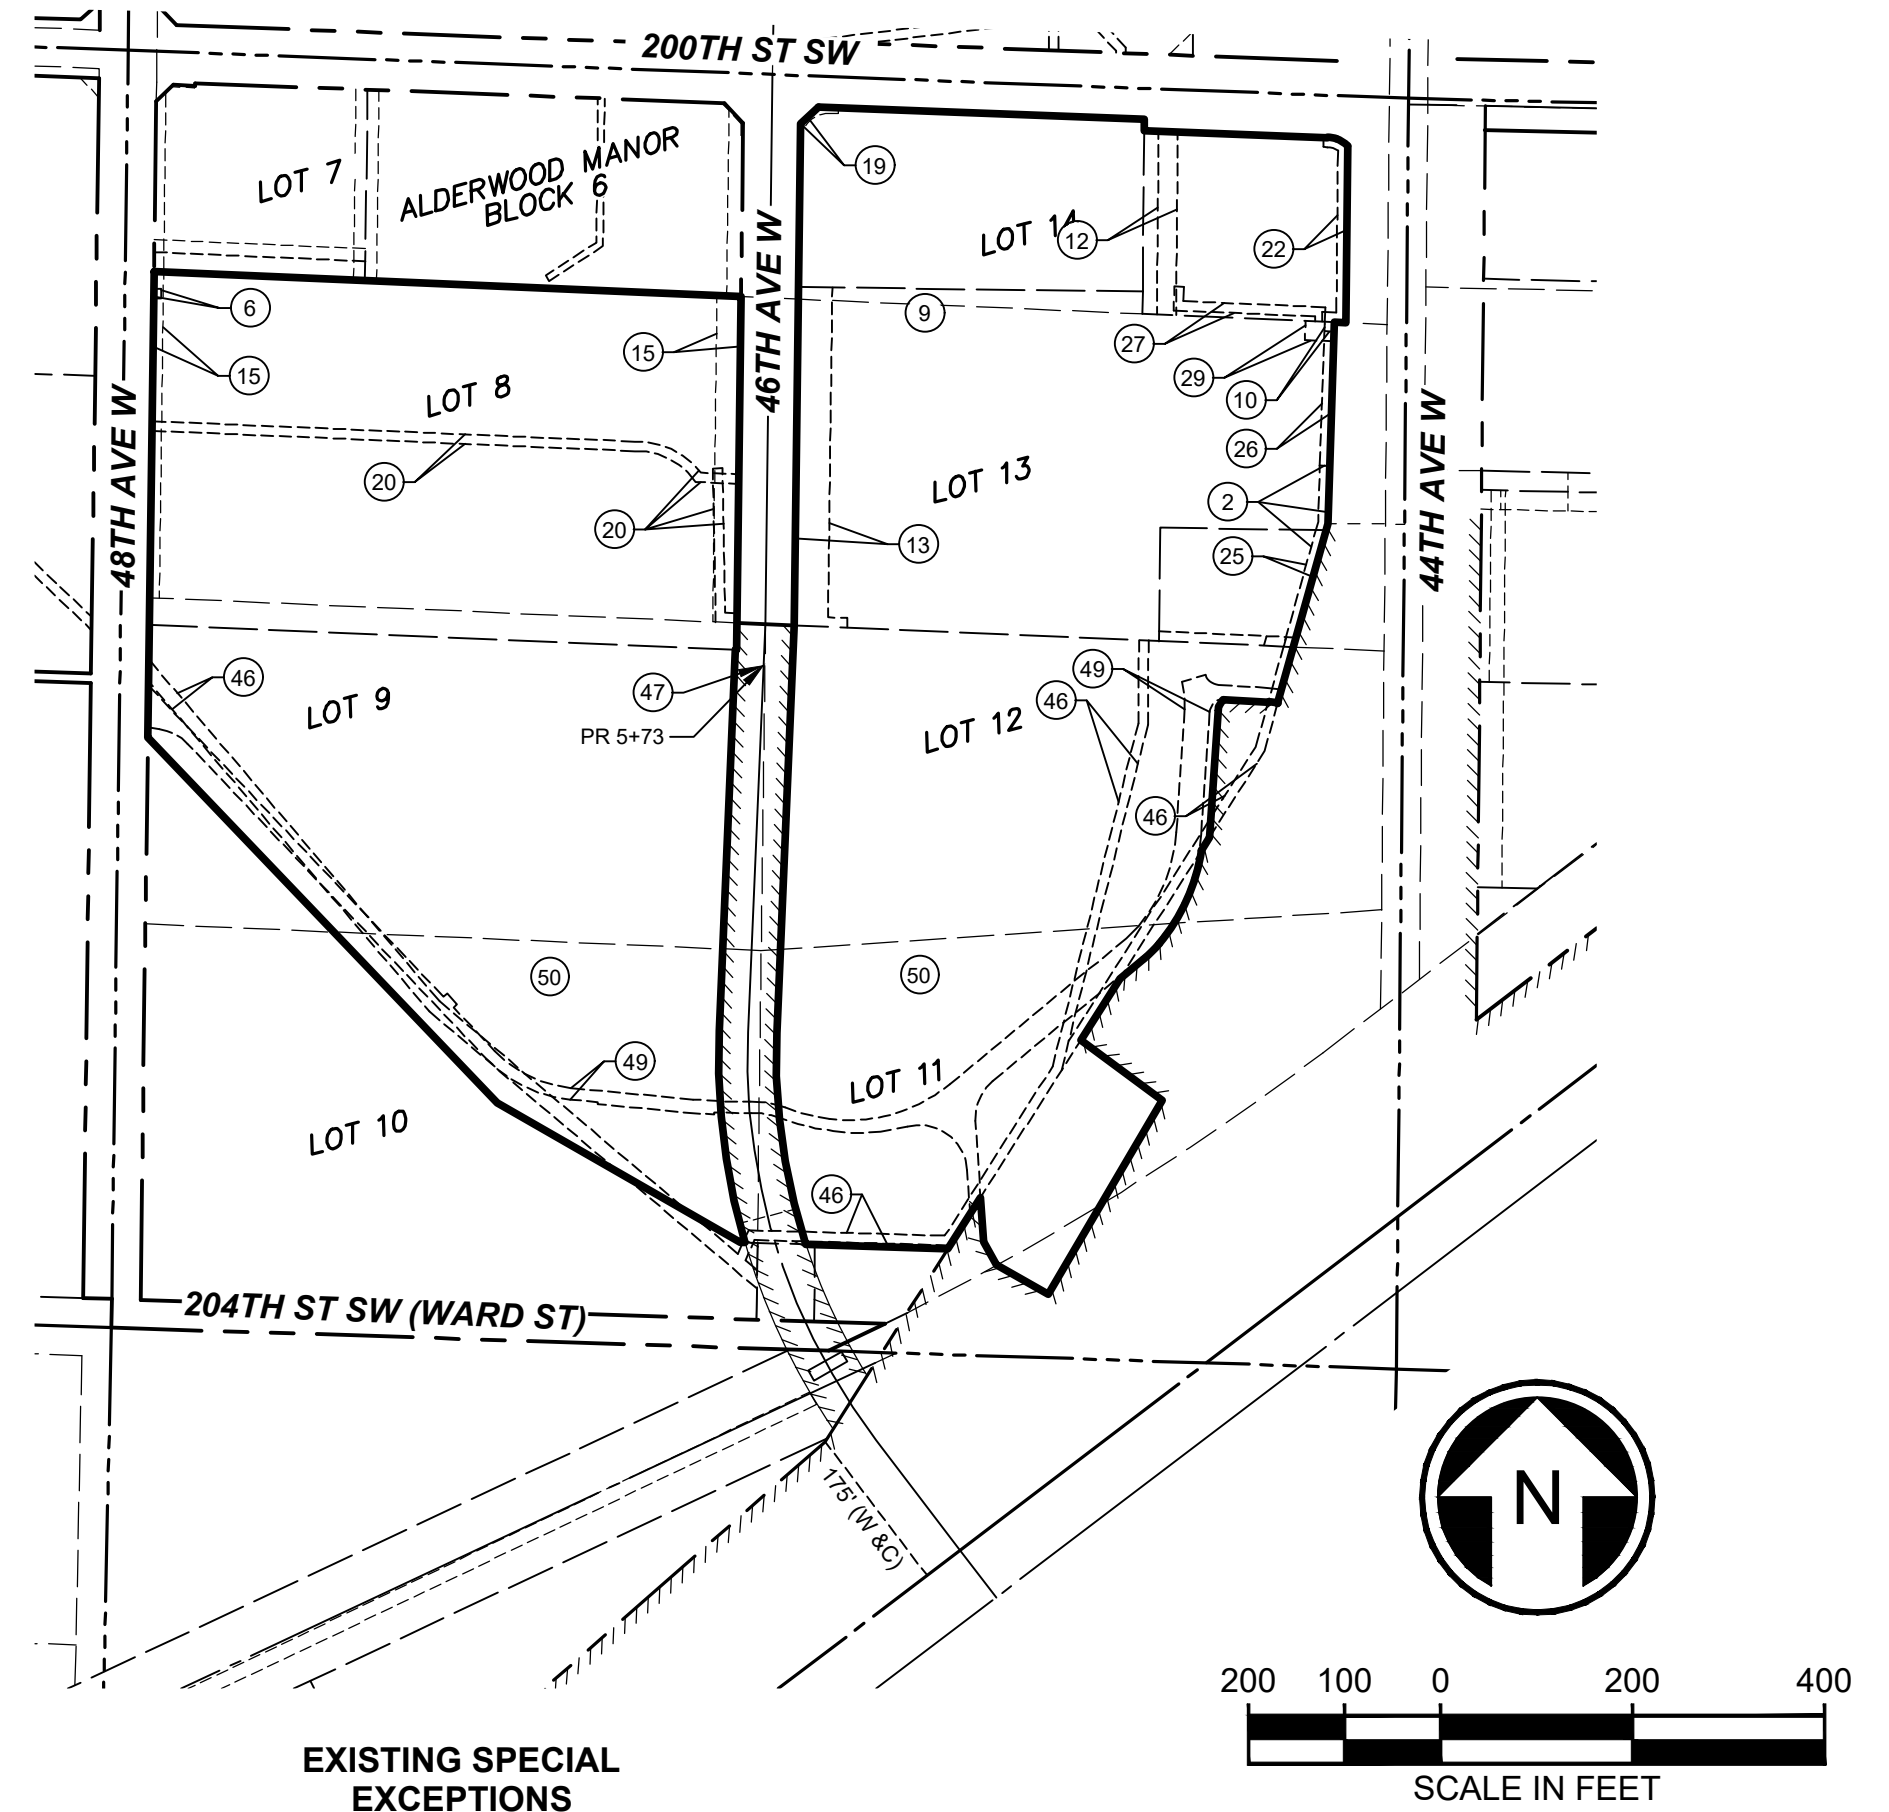 200TH ST SW
LOT 7
ALDERWOOD MANOR
BLOCK 6
46TH AVE W
19
LOT 14
12
22
6
9
15
15
27
29
10
LOT 8
26
48TH AVE W
44TH AVE W
20
LOT 13
2
20
13
25
46
47
49
46
LOT 9
PR 5+73
LOT 12
46
50
50
49
LOT 11
LOT 10
46
204TH ST SW (WARD ST)
175' (W &C)
N
200 100 0 200 400
SCALE IN FEET
EXISTING SPECIAL
EXCEPTIONS